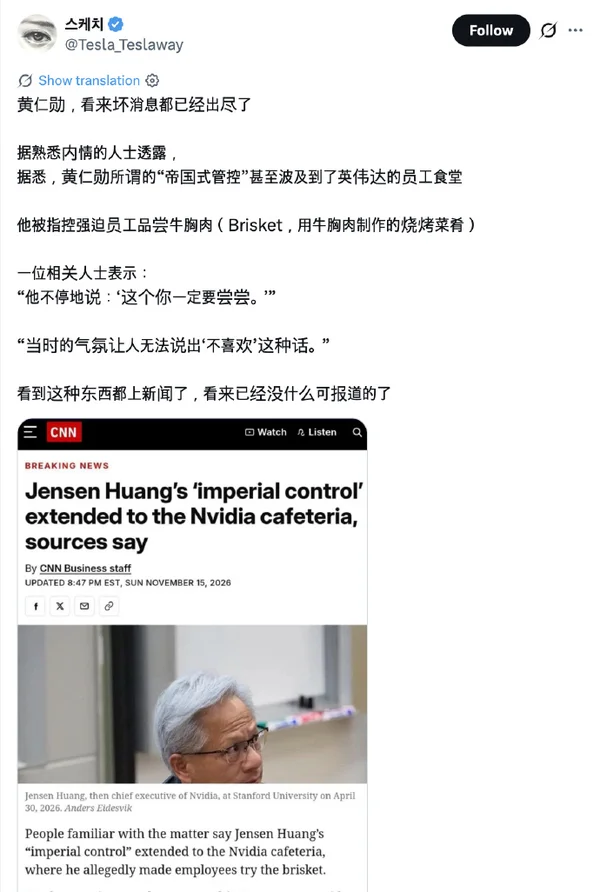 스케치
@Tesla_Teslaway
Follow
Show translation
黄仁勋，看来坏消息都已经出尽了
据熟悉内情的人士透露，
据悉，黄仁勋所谓的“帝国式管控”甚至波及到了英伟达的员工食堂
他被指控强迫员工品尝牛胸肉（Brisket，用牛胸肉制作的烧烤菜肴）
一位相关人士表示：
“他不停地说：‘这个你一定要尝尝。’”
“当时的气氛让人无法说出‘不喜欢’这种话。”
看到这种东西都上新闻了，看来已经没什么可报道的了
CNN
Watch
Listen
BREAKING NEWS
Jensen Huang’s ‘imperial control’
extended to the Nvidia cafeteria,
sources say
By CNN Business staff
UPDATED 8:47 PM EST, SUN NOVEMBER 15, 2026
Jensen Huang, then chief executive of Nvidia, at Stanford University on April
30, 2026. Anders Eidesvik
People familiar with the matter say Jensen Huang’s
“imperial control” extended to the Nvidia cafeteria,
where he allegedly made employees try the brisket.